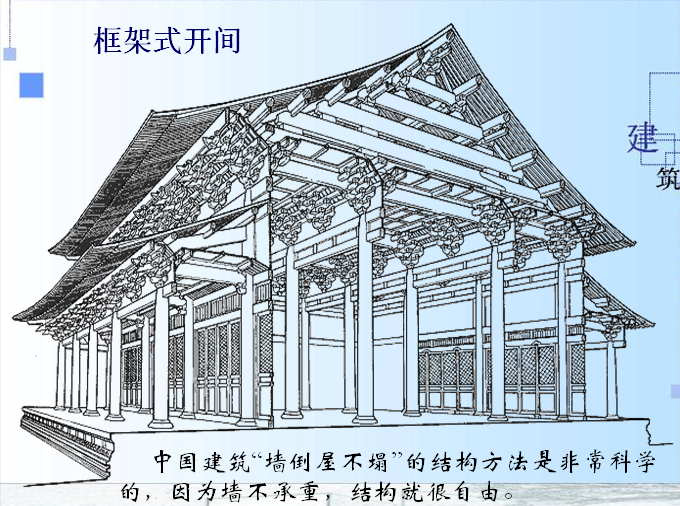 框架式开间
建
筑
中国建筑“墙倒屋不塌”的结构方法是非常科学
的，因为墙不承重，结构就很自由。